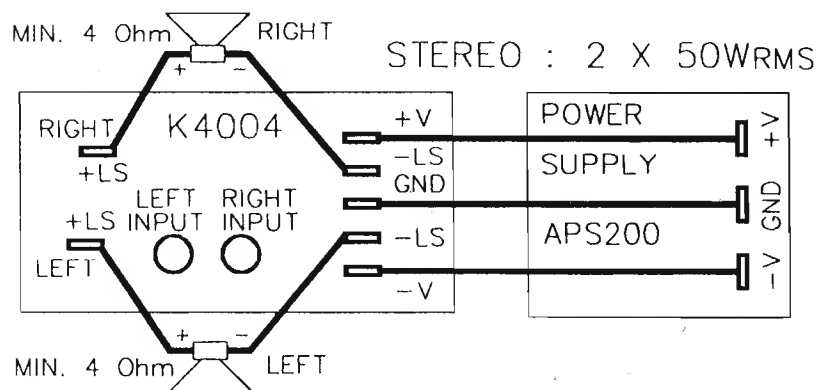 MIN. 4 Ohm
RIGHT
+ -
STEREO : 2 X 50WRMS
RIGHT
+LS
K4004
+V
-LS
GND
-LS
-V
LEFT
INPUT
RIGHT
INPUT
+LS
LEFT
POWER
SUPPLY
APS200
+V
GND
-V
+ -
MIN. 4 Ohm
LEFT